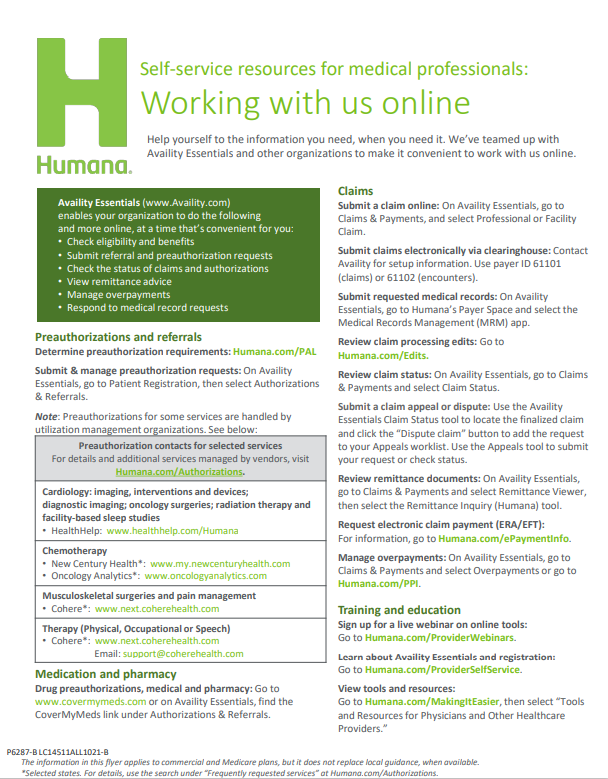 Self-service resources for medical professionals:
Working with us online
Humana®
Help yourself to the information you need, when you need it. We've teamed up with
Availity Essentials and other organizations to make it convenient to work with us online.
Availity Essentials (www.Availity.com)
enables your organization to do the following
and more online, at a time that's convenient for you:
• Check eligibility and benefits
• Submit referral and preauthorization requests
• Check the status of claims and authorizations
• View remittance advice
• Manage overpayments
• Respond to medical record requests
Preauthorizations and referrals
Determine preauthorization requirements: Humana.com/PAL
Submit & manage preauthorization requests: On Availity
Essentials, go to Patient Registration, then select Authorizations
& Referrals.
Note: Preauthorizations for some services are handled by
utilization management organizations. See below:
Preauthorization contacts for selected services
For details and additional services managed by vendors, visit
Humana.com/Authorizations.
Cardiology: imaging, interventions and devices;
diagnostic imaging; oncology surgeries; radiation therapy and
facility-based sleep studies
• HealthHelp: www.healthhelp.com/Humana
Chemotherapy
• New Century Health*: www.my.newcenturyhealth.com
• Oncology Analytics*: www.oncologyanalytics.com
Musculoskeletal surgeries and pain management
• Cohere*: www.next.coherehealth.com
Therapy (Physical, Occupational or Speech)
• Cohere*: www.next.coherehealth.com
Email: support@coherehealth.com
Medication and pharmacy
Drug preauthorizations, medical and pharmacy: Go to
www.covermymeds.com or on Availity Essentials, find the
CoverMyMeds link under Authorizations & Referrals.
Claims
Submit a claim online: On Availity Essentials, go to
Claims & Payments, and select Professional or Facility
Claim.
Submit claims electronically via clearinghouse: Contact
Availity for setup information. Use payer ID 61101
(claims) or 61102 (encounters).
Submit requested medical records: On Availity
Essentials, go to Humana's Payer Space and select the
Medical Records Management (MRM) app.
Review claim processing edits: Go to
Humana.com/Edits.
Review claim status: On Availity Essentials, go to Claims
& Payments and select Claim Status.
Submit a claim appeal or dispute: Use the Availity
Essentials Claim Status tool to locate the finalized claim
and click the "Dispute claim" button to add the request
to your Appeals worklist. Use the Appeals tool to submit
your request or check status.
Review remittance documents: On Availity Essentials,
go to Claims & Payments and select Remittance Viewer,
then select the Remittance Inquiry (Humana) tool.
Request electronic claim payment (ERA/EFT):
For information, go to Humana.com/ePaymentInfo.
Manage overpayments: On Availity Essentials, go to
Claims & Payments and select Overpayments or go to
Humana.com/PPI.
Training and education
Sign up for a live webinar on online tools:
Go to Humana.com/ProviderWebinars.
Learn about Availity Essentials and registration:
Go to Humana.com/ProviderSelfService.
View tools and resources:
Go to Humana.com/MakingItEasier, then select "Tools
and Resources for Physicians and Other Healthcare
Providers."
P6287-B LC14511ALL1021-B
The information in this flyer applies to commercial and Medicare plans, but it does not replace local guidance, when available.
*Selected states. For details, use the search under "Frequently requested services" at Humana.com/Authorizations.